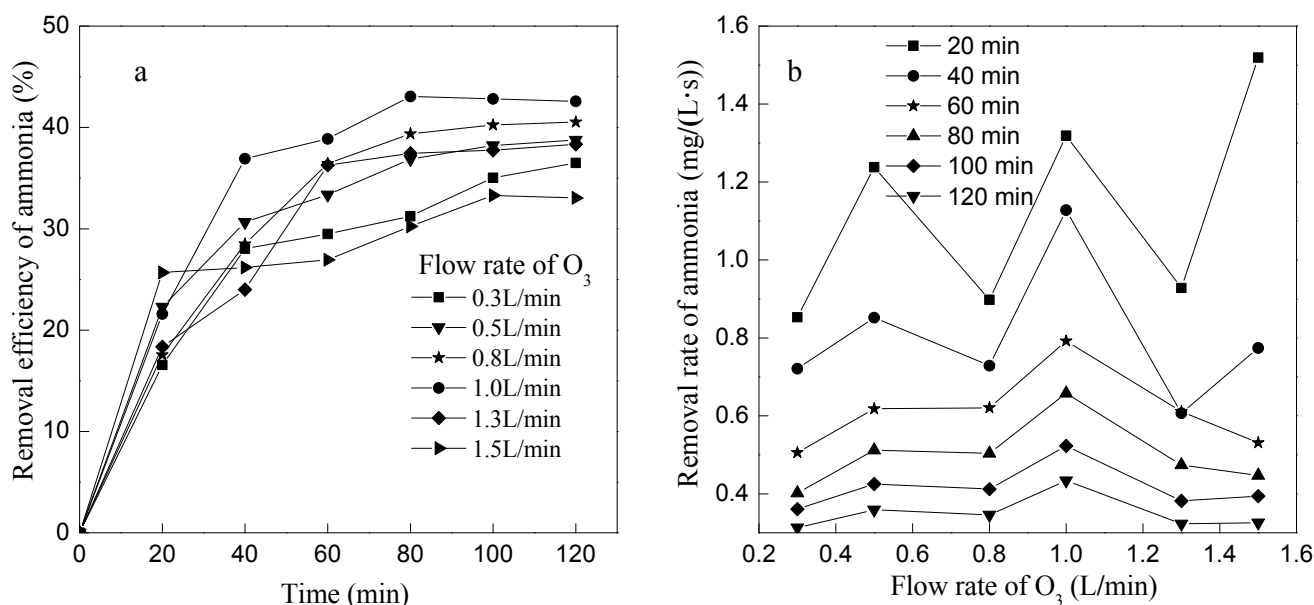 a
Removal efficiency of ammonia (%)
50
40
30
20
10
0
0 20 40 60 80 100 120
Time (min)
Flow rate of O3
0.3L/min
0.5L/min
0.8L/min
1.0L/min
1.3L/min
1.5L/min
b
Removal rate of ammonia (mg/(L·s))
1.6
1.4
1.2
1.0
0.8
0.6
0.4
0.2 0.4 0.6 0.8 1.0 1.2 1.4 1.6
Flow rate of O3 (L/min)
20 min
40 min
60 min
80 min
100 min
120 min